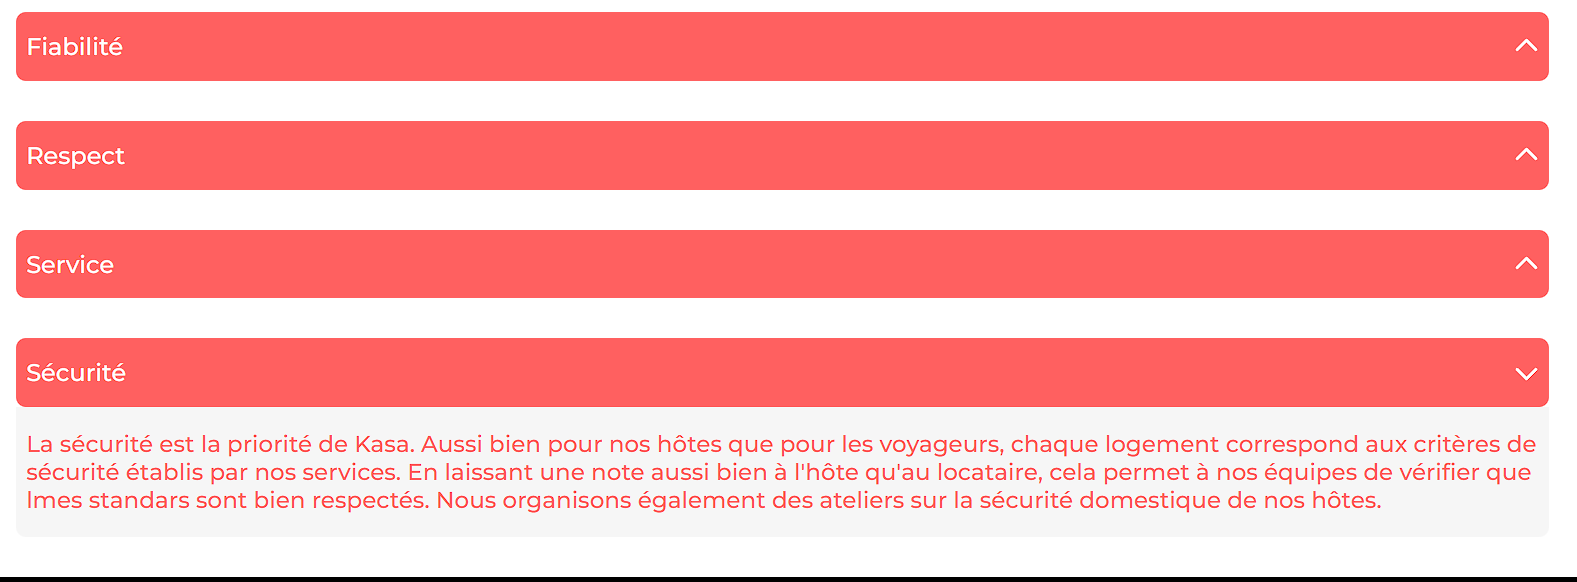 Fiabilité
Respect
Service
Sécurité
La sécurité est la priorité de Kasa. Aussi bien pour nos hôtes que pour les voyageurs, chaque logement correspond aux critères de
sécurité établis par nos services. En laissant une note aussi bien à l'hôte qu'au locataire, cela permet à nos équipes de vérifier que
lmes standars sont bien respectés. Nous organisons également des ateliers sur la sécurité domestique de nos hôtes.